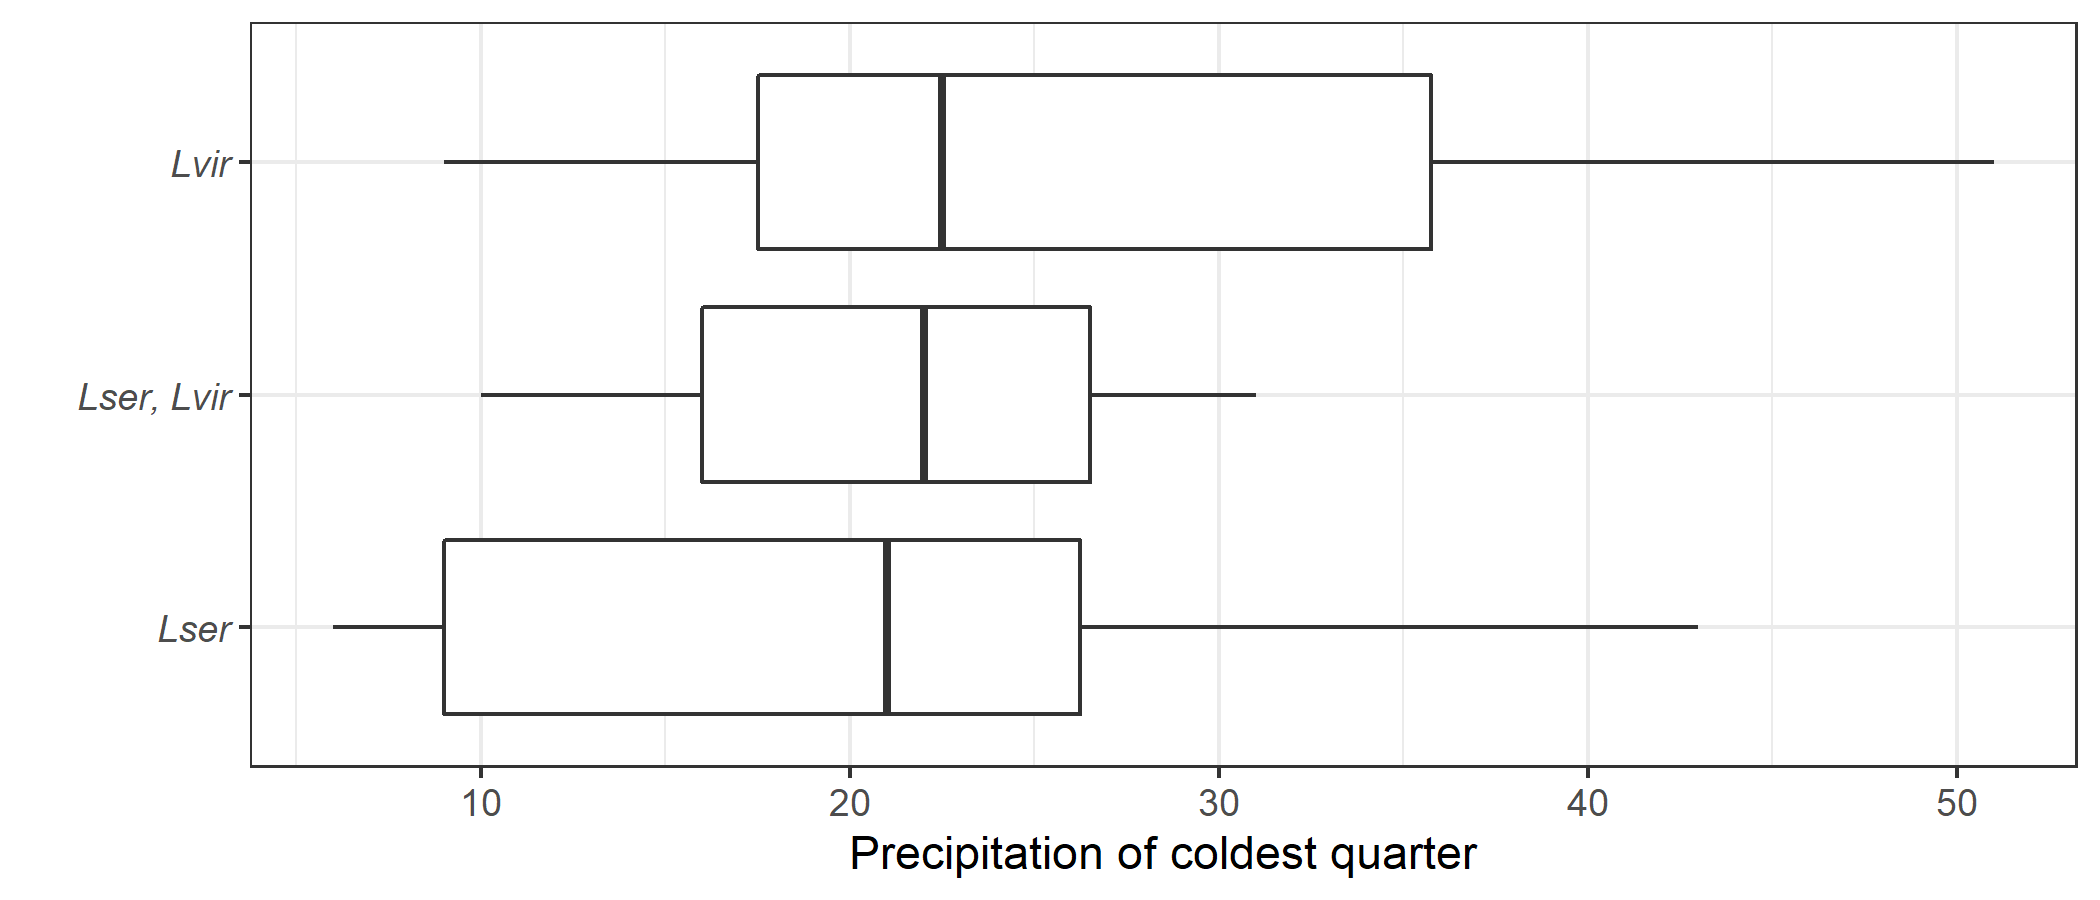 Lvir
Lser, Lvir
Lser
10 20 30 40 50
Precipitation of coldest quarter